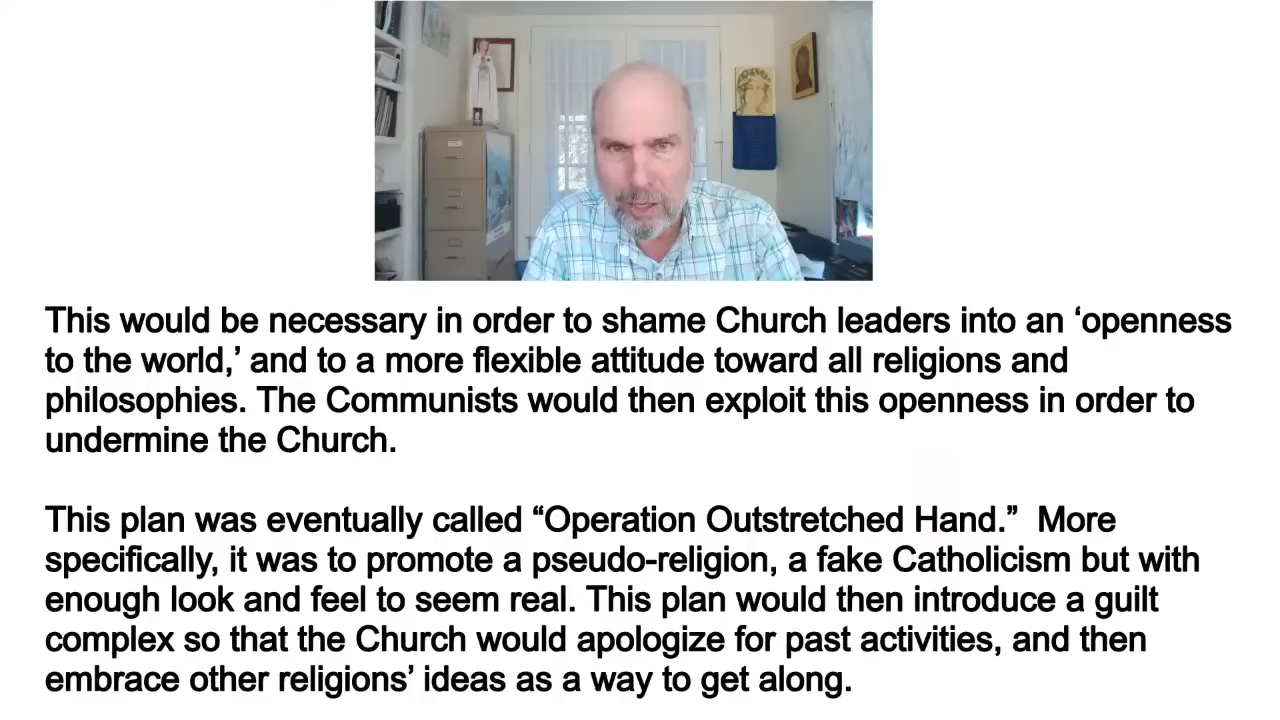 This would be necessary in order to shame Church leaders into an ‘openness
to the world,’ and to a more flexible attitude toward all religions and
philosophies. The Communists would then exploit this openness in order to
undermine the Church.
This plan was eventually called “Operation Outstretched Hand.”  More
specifically, it was to promote a pseudo-religion, a fake Catholicism but with
enough look and feel to seem real. This plan would then introduce a guilt
complex so that the Church would apologize for past activities, and then
embrace other religions’ ideas as a way to get along.